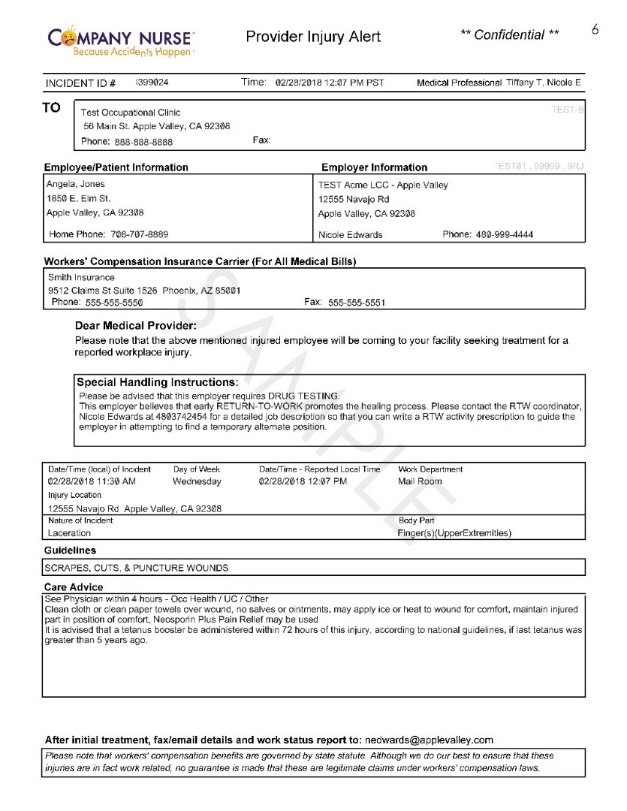 COMPANY NURSE
Because Accidents Happen
Provider Injury Alert
** Confidential **
6
INCIDENT ID # I399024 Time: 02/28/2018 12:07 PM PST Medical Professional Tiffany T, Nicole E
TO
TEST-B
Test Occupational Clinic
56 Main St. Apple Valley, CA 92308
Phone: 888-888-8888 Fax:
Employee/Patient Information Employer Information TEST01 , 99999 , 9RJ
Angela, Jones TEST Acme LCC - Apple Valley
1850 E. Elm St. 12555 Navajo Rd
Apple Valley, CA 92308 Apple Valley, CA 92308
Home Phone: 706-707-8889 Nicole Edwards Phone: 480-999-4444
Workers' Compensation Insurance Carrier (For All Medical Bills)
Smith Insurance
9512 Claims St Suite 1526 Phoenix, AZ 85001
Phone: 555-555-5550 Fax: 555-555-5551
Dear Medical Provider:
Please note that the above mentioned injured employee will be coming to your facility seeking treatment for a
reported workplace injury.
Special Handling Instructions:
Please be advised that this employer requires DRUG TESTING.
This employer believes that early RETURN-TO-WORK promotes the healing process. Please contact the RTW coordinator,
Nicole Edwards at 4803742454 for a detailed job description so that you can write a RTW activity prescription to guide the
employer in attempting to find a temporary alternate position.
SAMPLE
Date/Time (local) of Incident Day of Week Date/Time - Reported Local Time Work Department
02/28/2018 11:30 AM Wednesday 02/28/2018 12:07 PM Mail Room
Injury Location
12555 Navajo Rd Apple Valley, CA 92308
Nature of Incident Body Part
Laceration Finger(s)(UpperExtremities)
Guidelines
SCRAPES, CUTS, & PUNCTURE WOUNDS
Care Advice
See Physician within 4 hours - Occ Health / UC / Other
Clean cloth or clean paper towels over wound, no salves or ointments, may apply ice or heat to wound for comfort, maintain injured
part in position of comfort, Neosporin Plus Pain Relief may be used
It is advised that a tetanus booster be administered within 72 hours of this injury, according to national guidelines, if last tetanus was
greater than 5 years ago.
After initial treatment, fax/email details and work status report to: nedwards@applevalley.com
Please note that workers' compensation benefits are governed by state statute. Although we do our best to ensure that these
injuries are in fact work related, no guarantee is made that these are legitimate claims under workers' compensation laws.